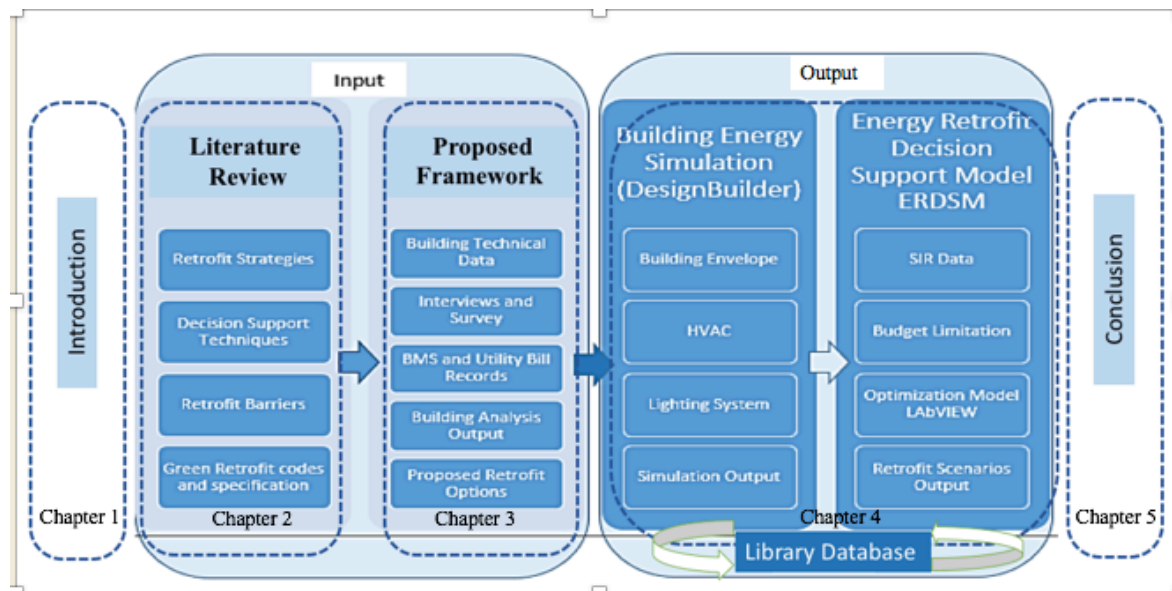 Introduction
Chapter 1
Input
Literature
Review
Retrofit Strategies
Decision Support
Techniques
Retrofit Barriers
Green Retrofit codes
and specification
Chapter 2
Proposed
Framework
Building Technical
Data
Interviews and
Survey
BMS and Utility Bill
Records
Building Analysis
Output
Proposed Retrofit
Options
Chapter 3
Output
Building Energy
Simulation
(DesignBuilder)
Building Envelope
HVAC
Lighting System
Simulation Output
Energy Retrofit
Decision
Support Model
ERDSM
SIR Data
Budget Limitation
Optimization Model
LAbVIEW
Retrofit Scenarios
Output
Chapter 4
Library Database
Conclusion
Chapter 5